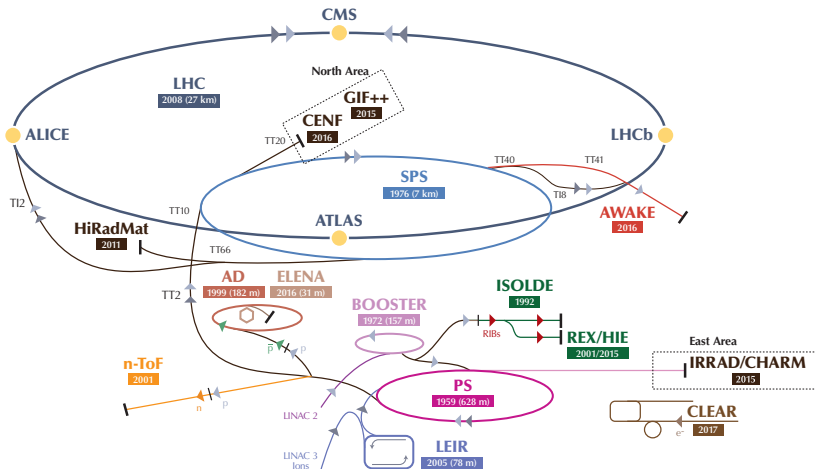 CMS
North Area
LHC
2008 (27 km)
GIF++
2015
CENF
2016
ALICE
LHCb
TT20
TT40
TT41
SPS
1976 (7 km)
TI2
TT10
TI8
AWAKE
2016
HiRadMat
2011
ATLAS
TT66
AD
1999 (182 m)
ELENA
2016 (31 m)
TT2
ISOLDE
1992
BOOSTER
1972 (157 m)
RIBs
REX/HIE
2001/2015
p
p
East Area
n-ToF
2001
IRRAD/CHARM
2015
PS
1959 (628 m)
n
p
LINAC 2
CLEAR
2017
e-
LINAC 3
Ions
LEIR
2005 (78 m)